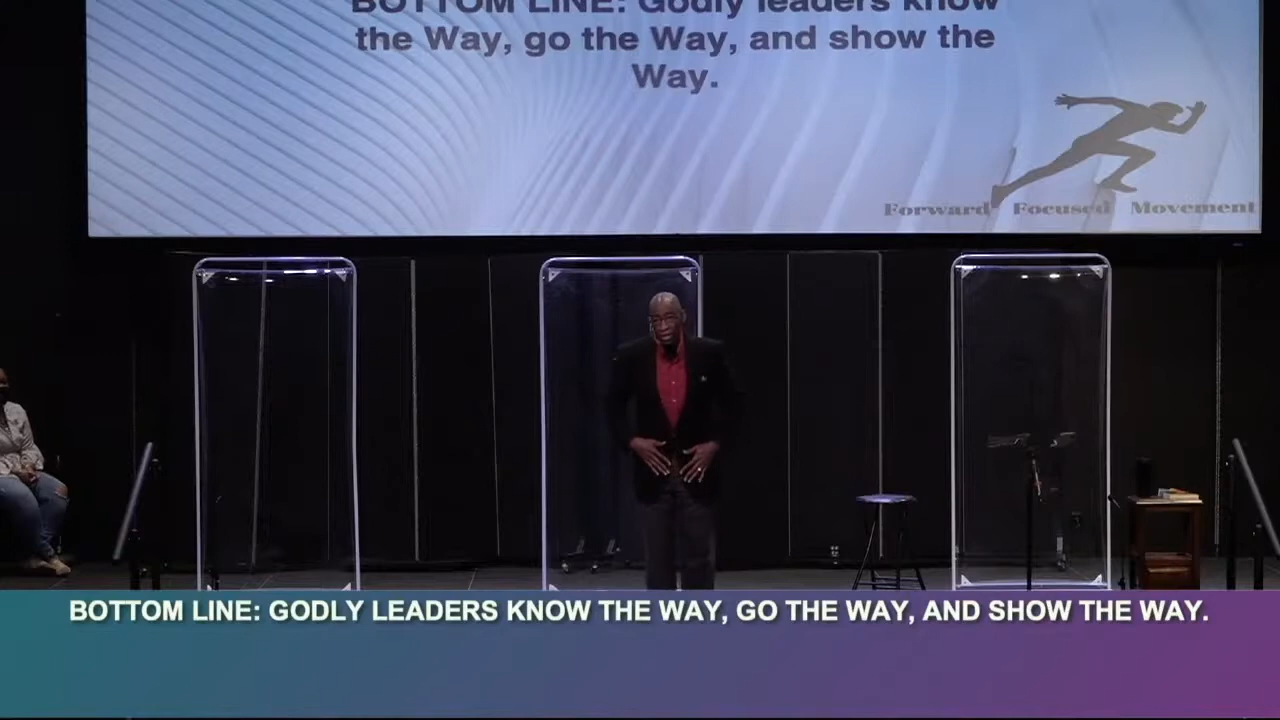 BOTTOM LINE: Godly leaders know
the Way, go the Way, and show the
Way.
Forward Focused Movement
BOTTOM LINE: GODLY LEADERS KNOW THE WAY, GO THE WAY, AND SHOW THE WAY.